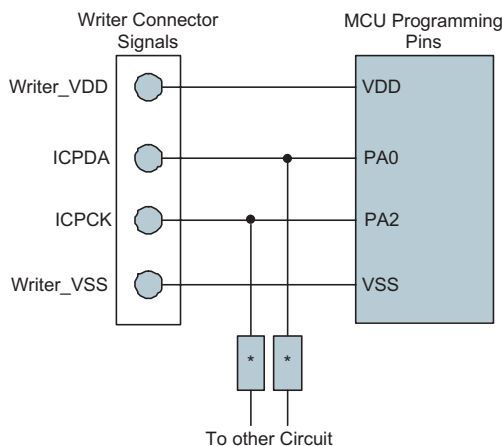 Writer Connector
Signals
MCU Programming
Pins
Writer_VDD
VDD
ICPDA
PA0
ICPCK
PA2
Writer_VSS
VSS
* *
To other Circuit